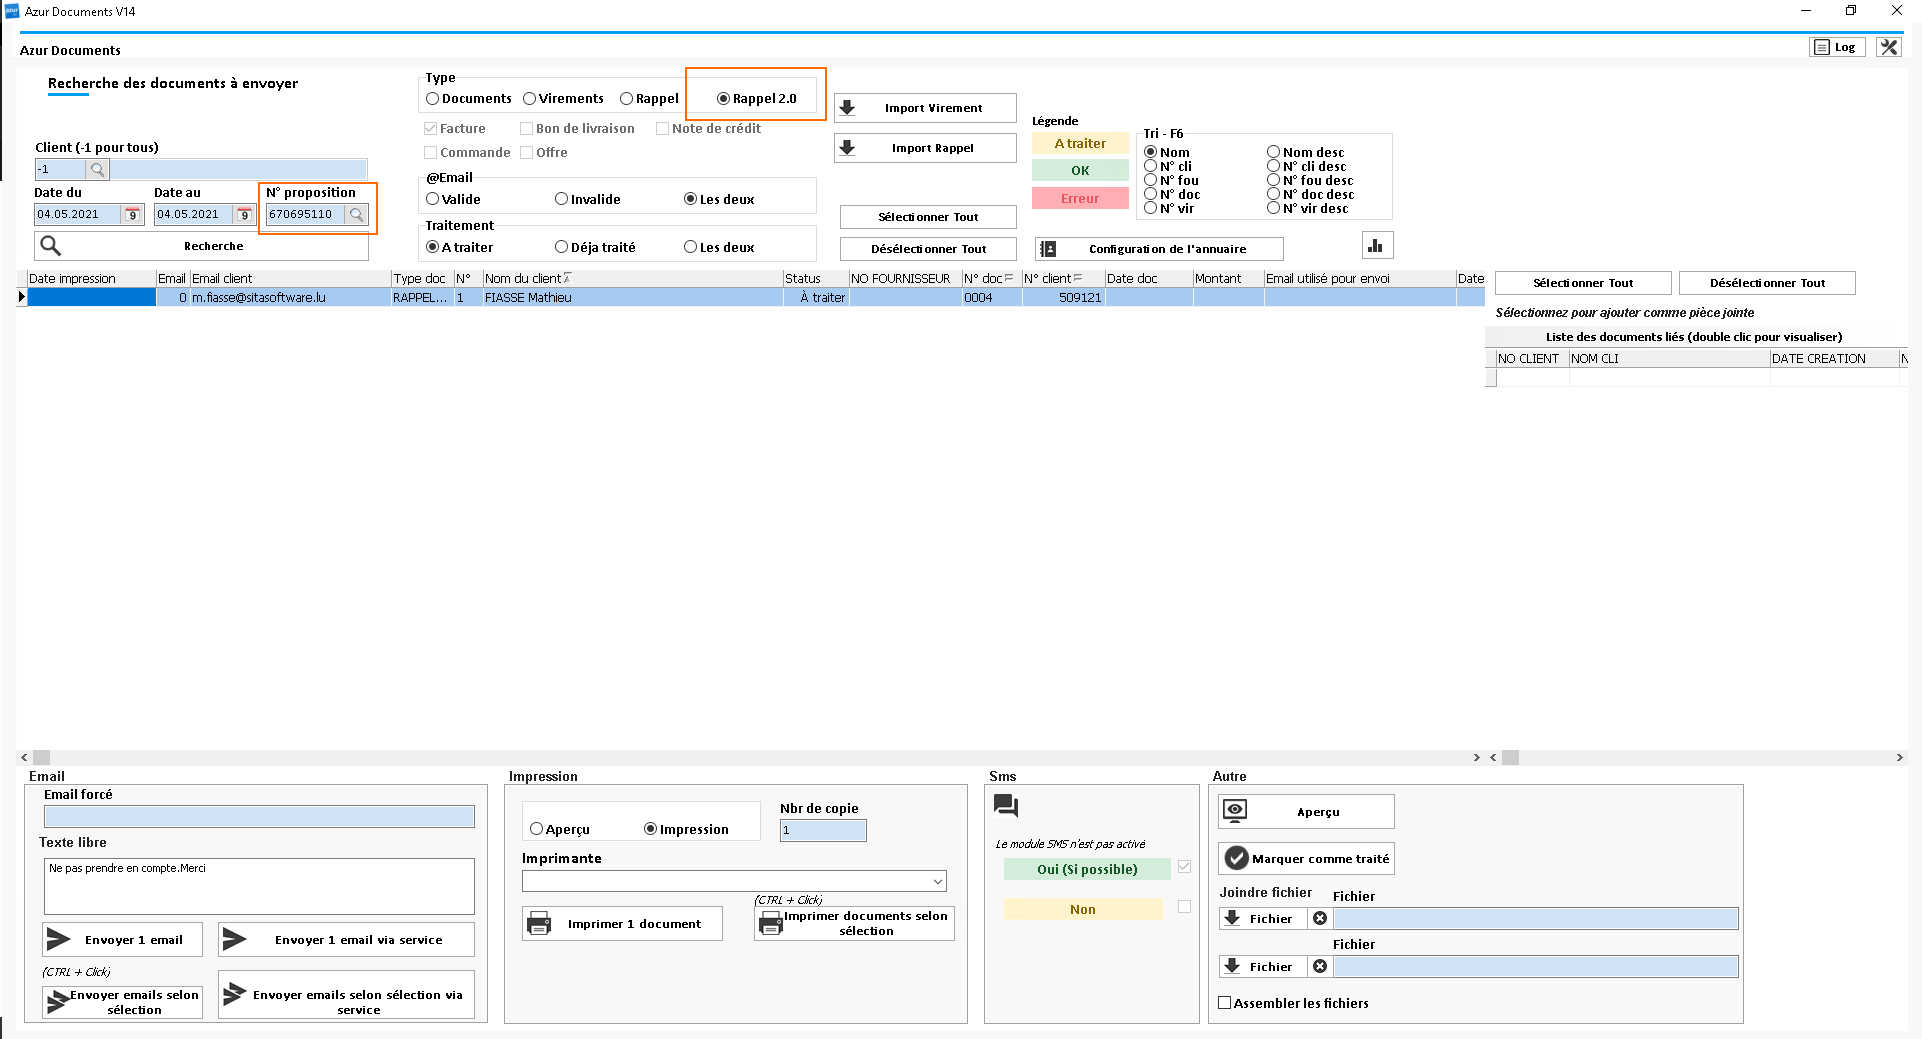 Azur Documents V14
Azur Documents
Log
Recherche des documents à envoyer
Client (-1 pour tous)
-1
Date du
Date au
N° proposition
04.05.2021
9
04.05.2021
9
670695110
Recherche
Type
Documents
Virements
Rappel
Rappel 2.0
Facture
Bon de livraison
Note de crédit
Commande
Offre
@Email
Valide
Invalide
Les deux
Traitement
A traiter
Déja traité
Les deux
Import Virement
Import Rappel
Sélectionner Tout
Désélectionner Tout
Légende
A traiter
OK
Erreur
Tri - F6
Nom
Nom desc
N° cli
N° cli desc
N° fou
N° fou desc
N° doc
N° doc desc
N° vir
N° vir desc
Configuration de l'annuaire
Date impression
Email
Email client
Type doc
N°
Nom du client
Status
NO FOURNISSEUR
N° doc
N° client
Date doc
Montant
Email utilisé pour envoi
Date
0
m.fiasse@sitasoftware.lu
RAPPEL...
1
FIASSE Mathieu
À traiter
0004
509121
Sélectionner Tout
Désélectionner Tout
Sélectionnez pour ajouter comme pièce jointe
Liste des documents liés (double clic pour visualiser)
NO CLIENT
NOM CLI
DATE CREATION
N
Email
Email forcé
Texte libre
Ne pas prendre en compte.Merci
Envoyer 1 email
Envoyer 1 email via service
(CTRL + Click)
Envoyer emails selon
sélection
Envoyer emails selon sélection via
service
Impression
Aperçu
Impression
Nbr de copie
1
Imprimante
(CTRL + Click)
Imprimer 1 document
Imprimer documents selon
sélection
Sms
Le module SMS n'est pas activé
Oui (Si possible)
Non
Autre
Aperçu
Marquer comme traité
Joindre fichier
Fichier
Fichier
Fichier
Fichier
Assembler les fichiers